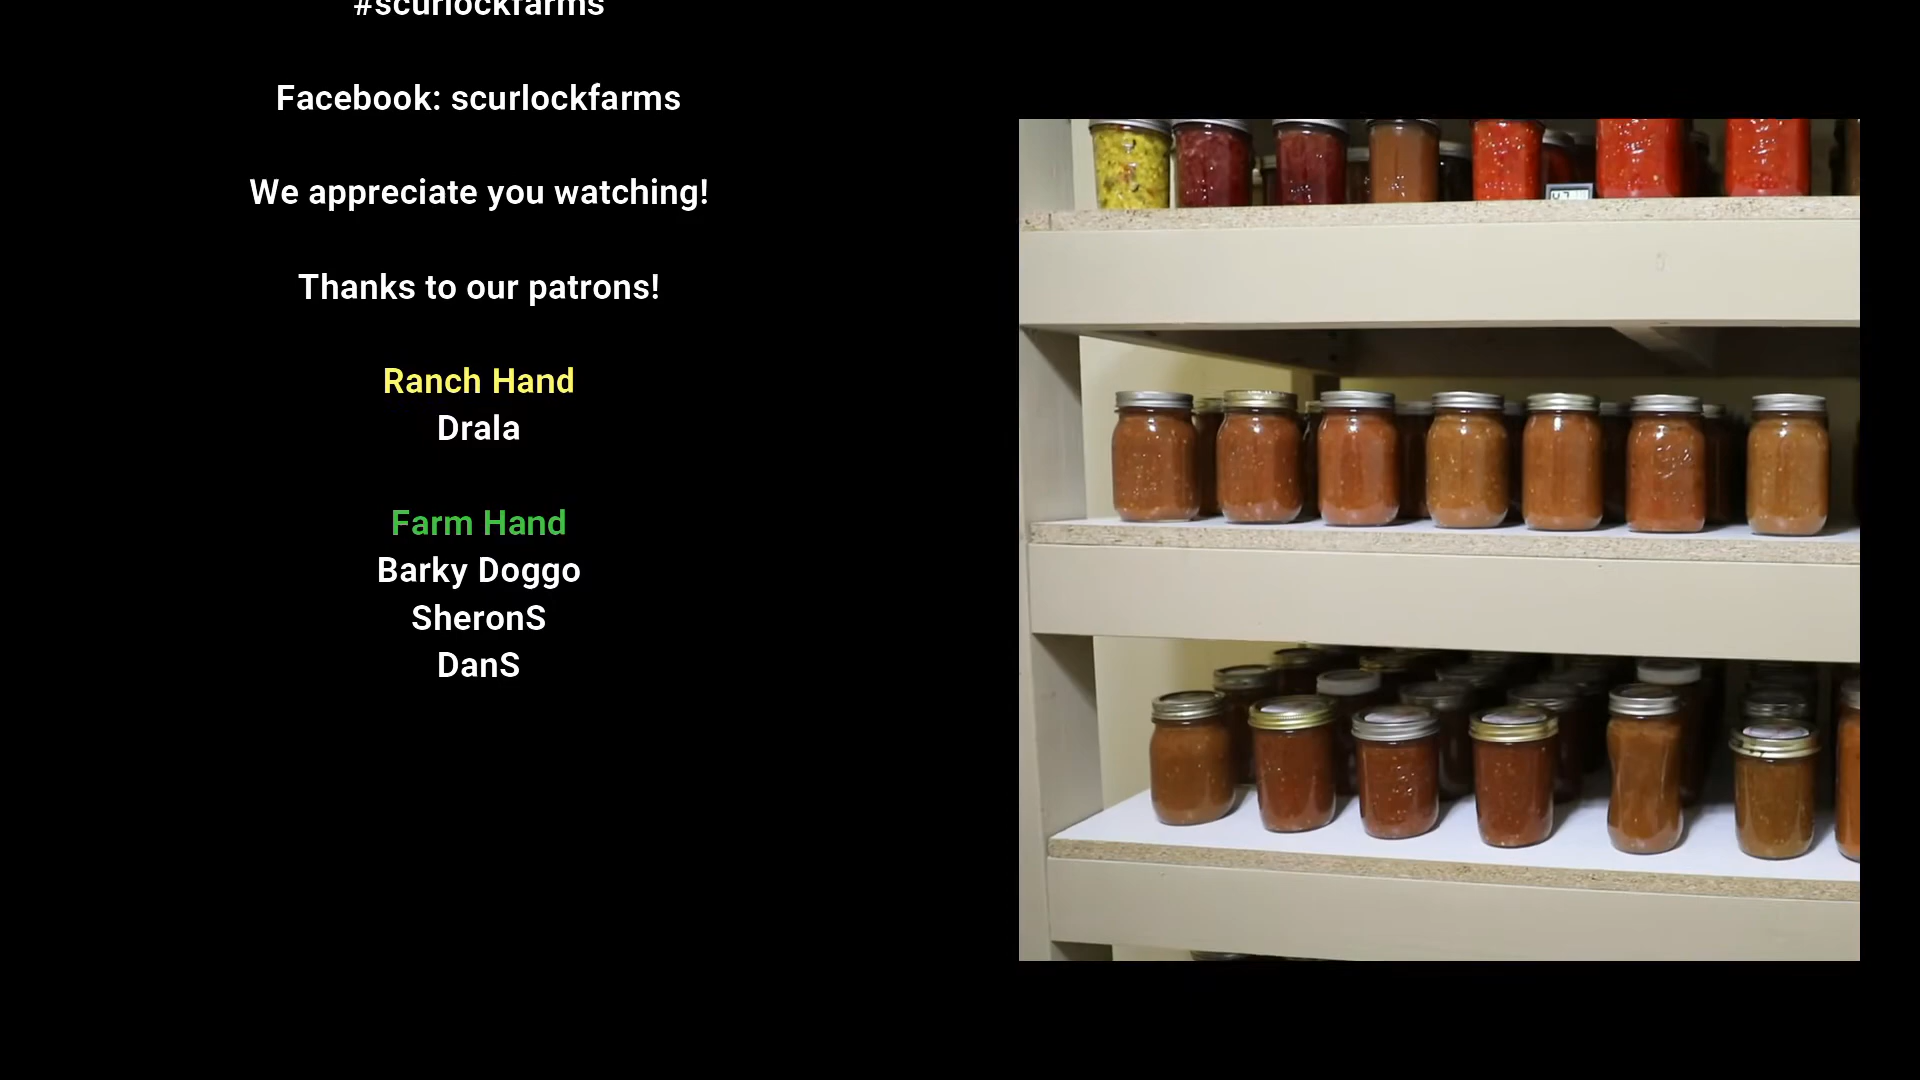 #scurlockfarms
Facebook: scurlockfarms
We appreciate you watching!
Thanks to our patrons!
Ranch Hand
Drala
Farm Hand
Barky Doggo
SheronS
DanS